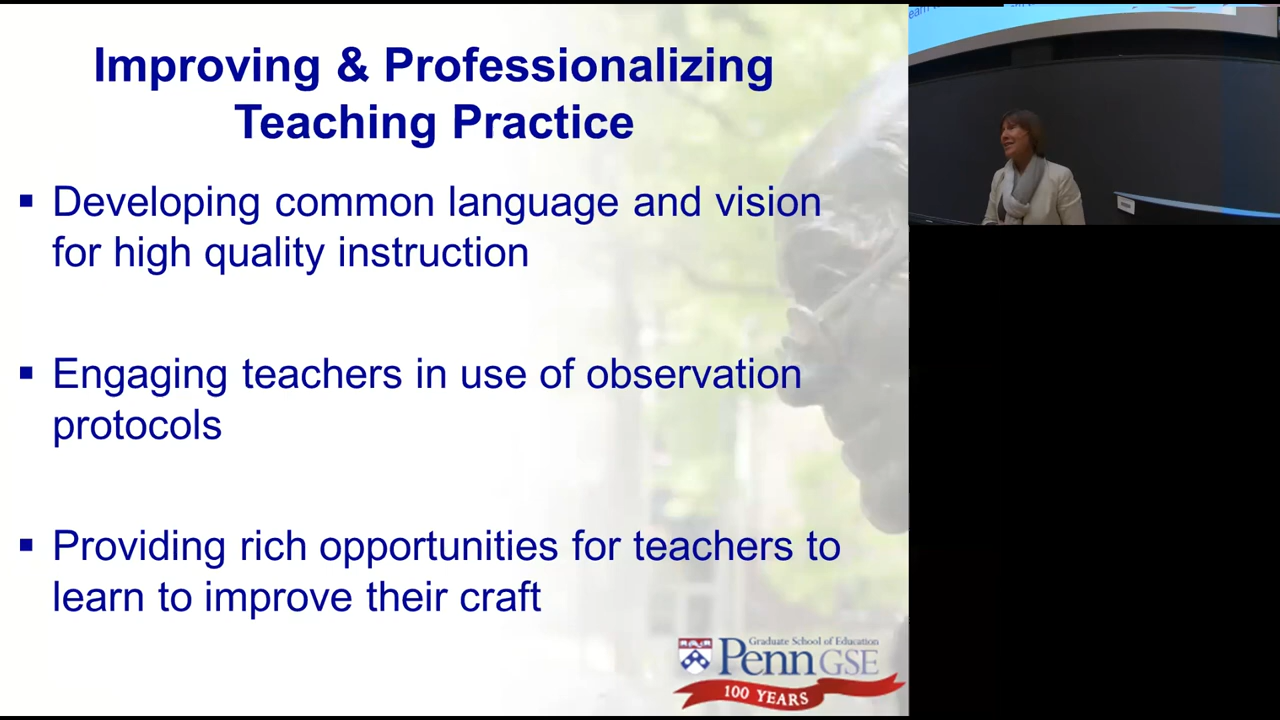 Improving & Professionalizing
Teaching Practice
▪ Developing common language and vision
for high quality instruction
▪ Engaging teachers in use of observation
protocols
▪ Providing rich opportunities for teachers to
learn to improve their craft
Graduate School of Education
Penn GSE
100 YEARS